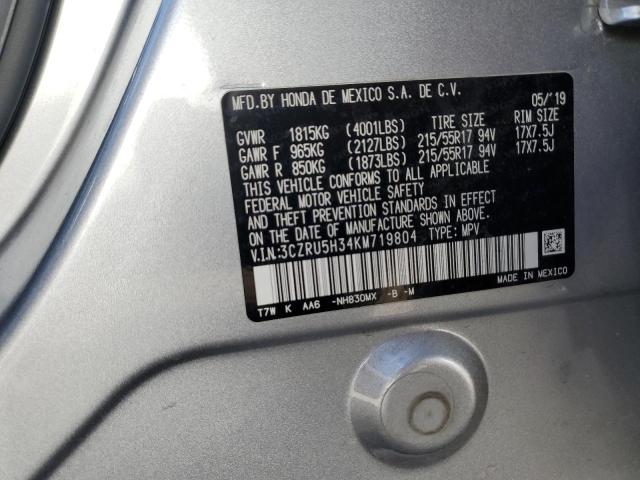 MFD.BY HONDA DE MEXICO S.A. DE C.V. 05/'19
GVWR 1815KG (4001LBS) TIRE SIZE RIM SIZE
GAWR F 965KG (2127LBS) 215/55R17 94V 17X7.5J
GAWR R 850KG (1873LBS) 215/55R17 94V 17X7.5J
THIS VEHICLE CONFORMS TO ALL APPLICABLE
FEDERAL MOTOR VEHICLE SAFETY
AND THEFT PREVENTION STANDARDS IN EFFECT
ON THE DATE OF MANUFACTURE SHOWN ABOVE.
V.I.N:3CZRU5H34KM719804 TYPE: MPV
MADE IN MEXICO
T7W K AA6 -NH830MX -B -M